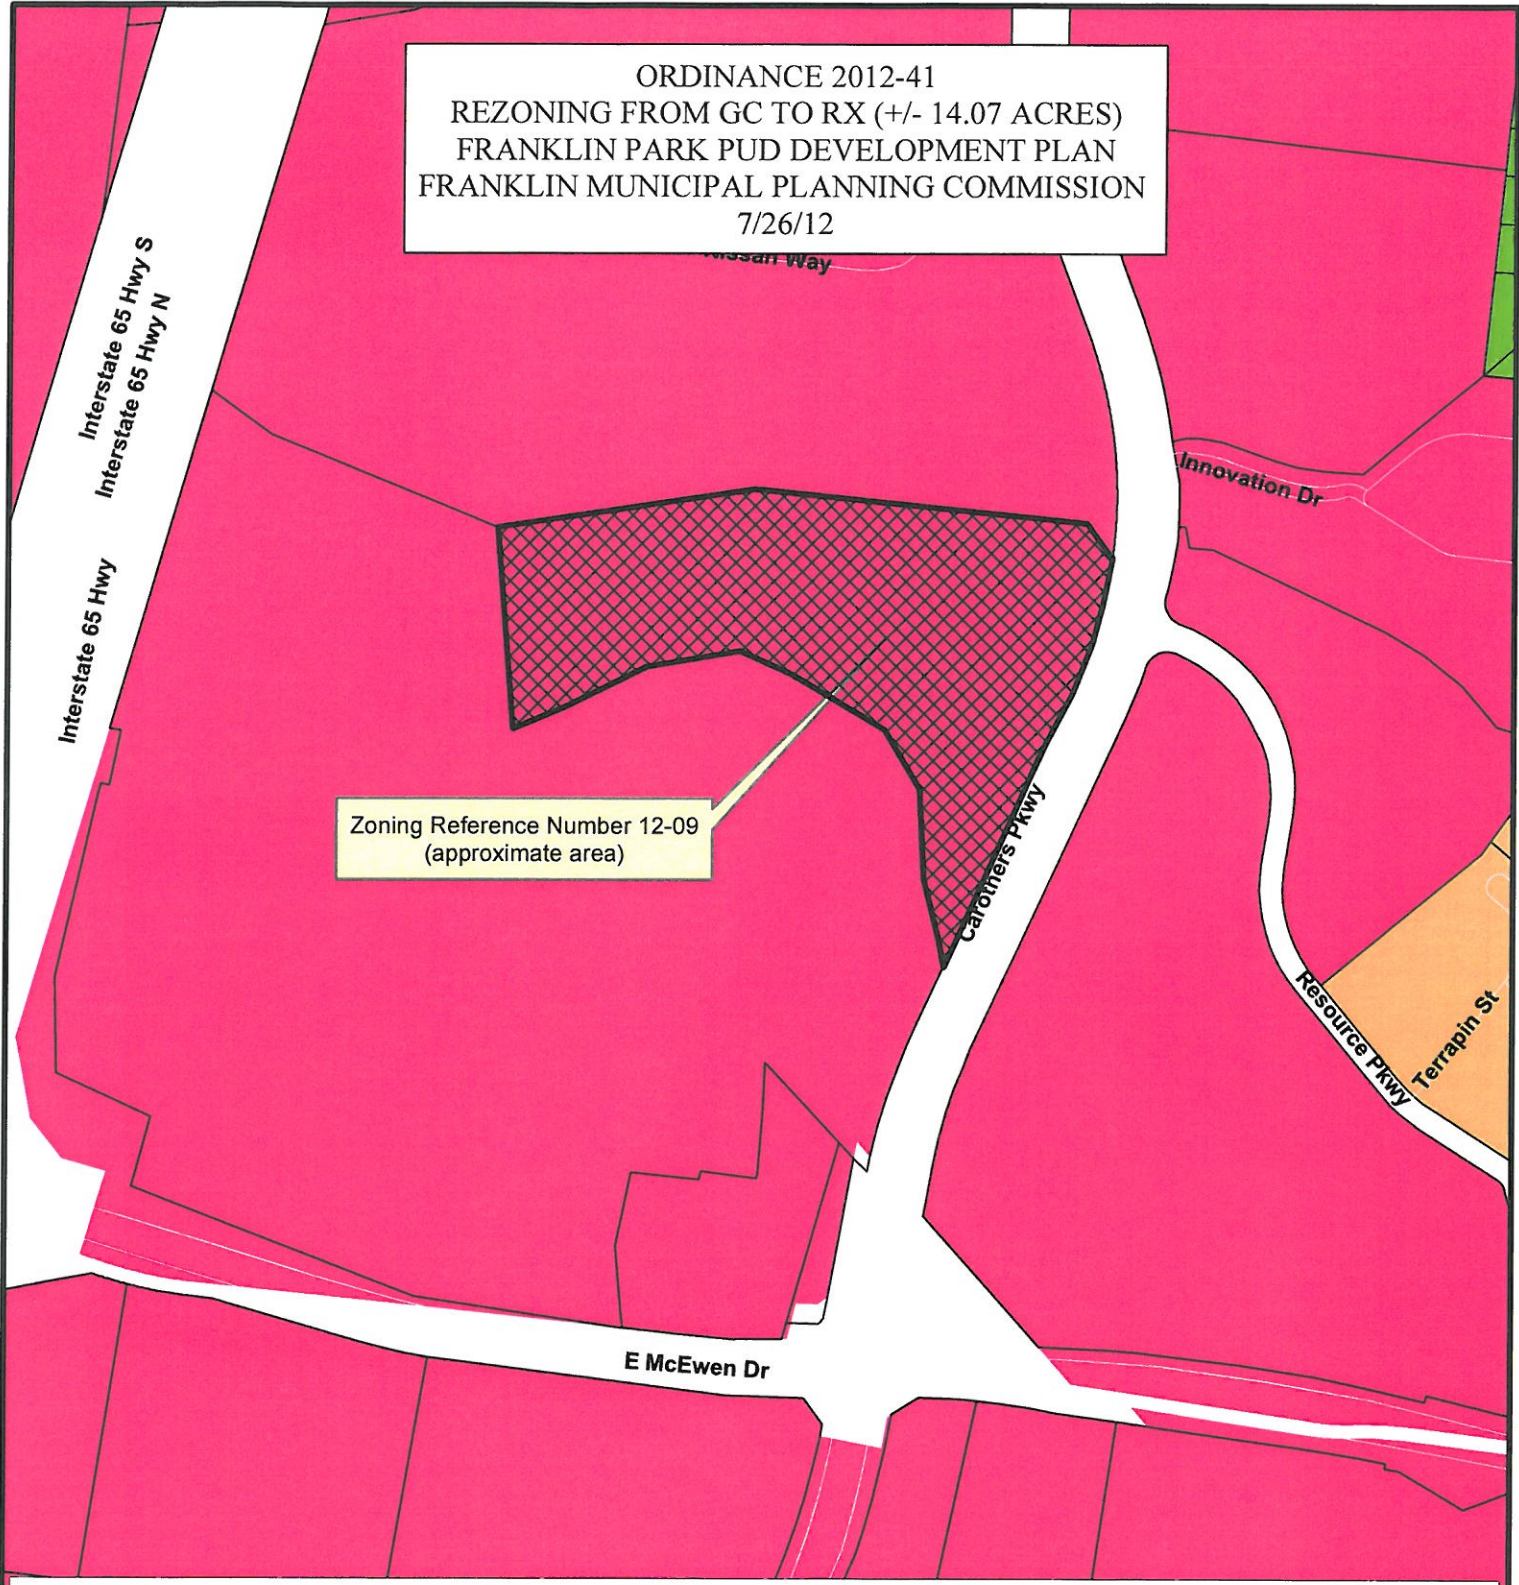 ORDINANCE 2012-41
REZONING FROM GC TO RX (+/- 14.07 ACRES)
FRANKLIN PARK PUD DEVELOPMENT PLAN
FRANKLIN MUNICIPAL PLANNING COMMISSION
7/26/12
Nissan Way
Interstate 65 Hwy S
Interstate 65 Hwy N
Innovation Dr
Interstate 65 Hwy
Zoning Reference Number 12-09
(approximate area)
Carothers Pkwy
Resource Pkwy
Terrapin St
E McEwen Dr